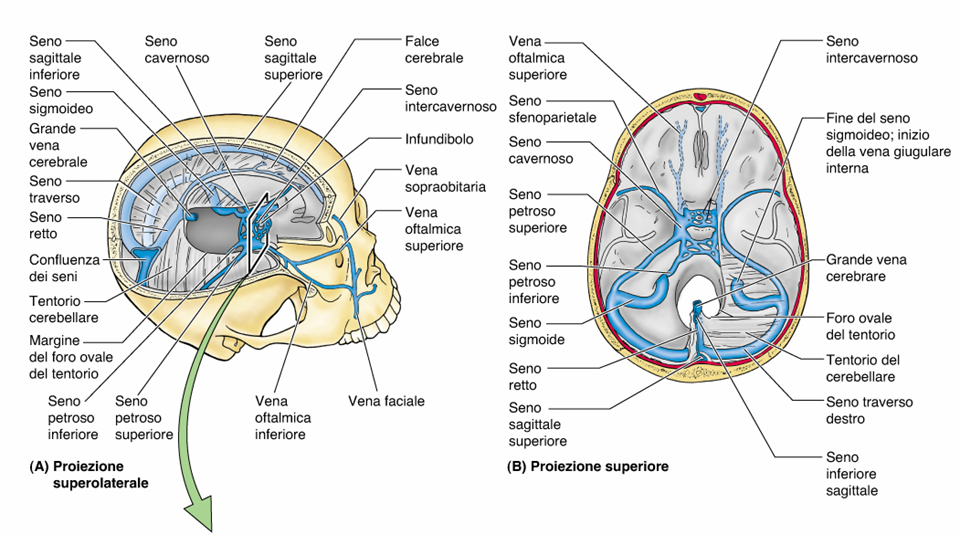 Seno
sagittale
inferiore
Seno
sigmoideo
Grande
vena
cerebrale
Seno
traverso
Seno
retto
Confluenza
dei seni
Tentorio
cerebellare
Margine
del foro ovale
del tentorio
Seno
petroso
inferiore
Seno
petroso
superiore
Seno
cavernoso
Seno
sagittale
superiore
Falce
cerebrale
Seno
intercavernoso
Infundibolo
Vena
sopraobitaria
Vena
oftalmica
superiore
Vena
oftalmica
inferiore
Vena faciale
(A) Proiezione
superolaterale
Vena
oftalmica
superiore
Seno
sfenoparietale
Seno
cavernoso
Seno
petroso
superiore
Seno
petroso
inferiore
Seno
sigmoide
Seno
retto
Seno
sagittale
superiore
Seno
intercavernoso
Fine del seno
sigmoideo; inizio
della vena giugulare
interna
Grande vena
cerebrare
Foro ovale
del tentorio
Tentorio del
cerebellare
Seno traverso
destro
Seno
inferiore
sagittale
(B) Proiezione superiore